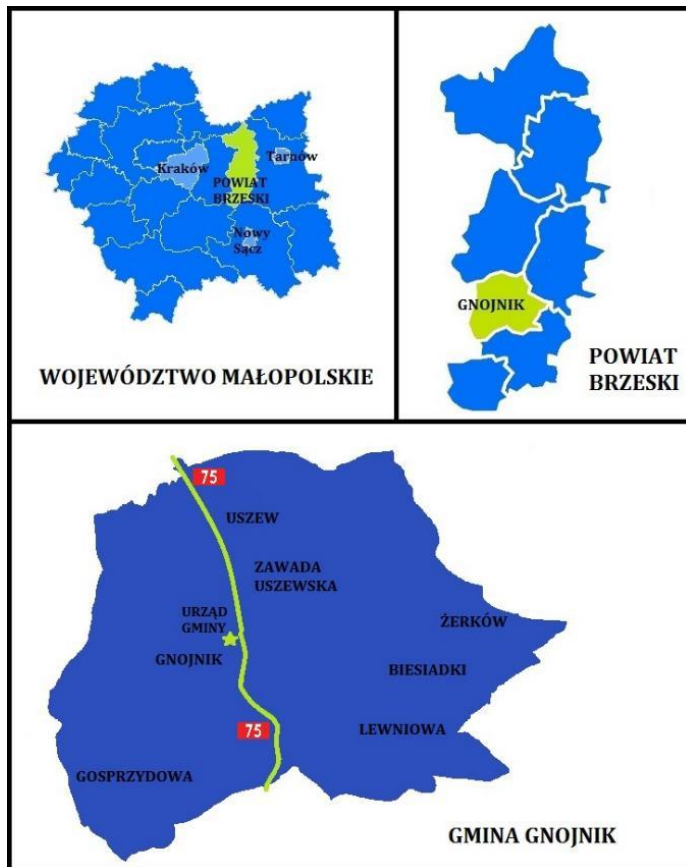 Kraków
Tarnów
POWIAT
BRZESKI
Nowy
Sącz
WOJEWÓDZTWO MAŁOPOLSKIE
GNOJNIK
POWIAT
BRZESKI
75
USZEW
ZAWADA
USZEWSKA
URZĄD
GMINY
GNOJNIK
ŻERKÓW
BIESIADKI
LEWNIOWA
75
GOSPRZYDOWA
GMINA GNOJNIK